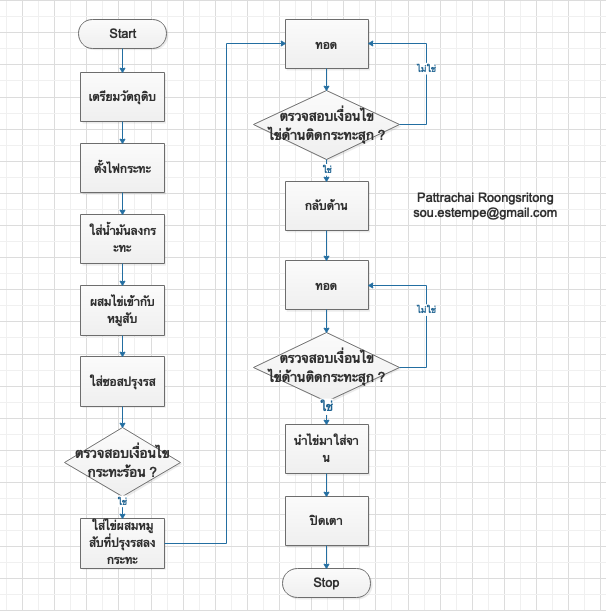 Start
เตรียมวัตถุดิบ
ตั้งไฟกระทะ
ใส่น้ำมันลงกระ
ทะ
ผสมไข่เข้ากับ
หมูสับ
ใส่ซอสปรุงรส
ตรวจสอบเงื่อนไข
กระทะร้อน ?
ใช่
ใส่ไข่ผสมหมู
สับที่ปรุงรสลง
กระทะ
ทอด
ไม่ใช่
ตรวจสอบเงื่อนไข
ไข่ด้านติดกระทะสุก ?
ใช่
กลับด้าน
ทอด
ไม่ใช่
ตรวจสอบเงื่อนไข
ไข่ด้านติดกระทะสุก ?
ใช่
นำไข่มาใส่จา
น
ปิดเตา
Stop
Pattrachai Roongsritong
sou.estempe@gmail.com